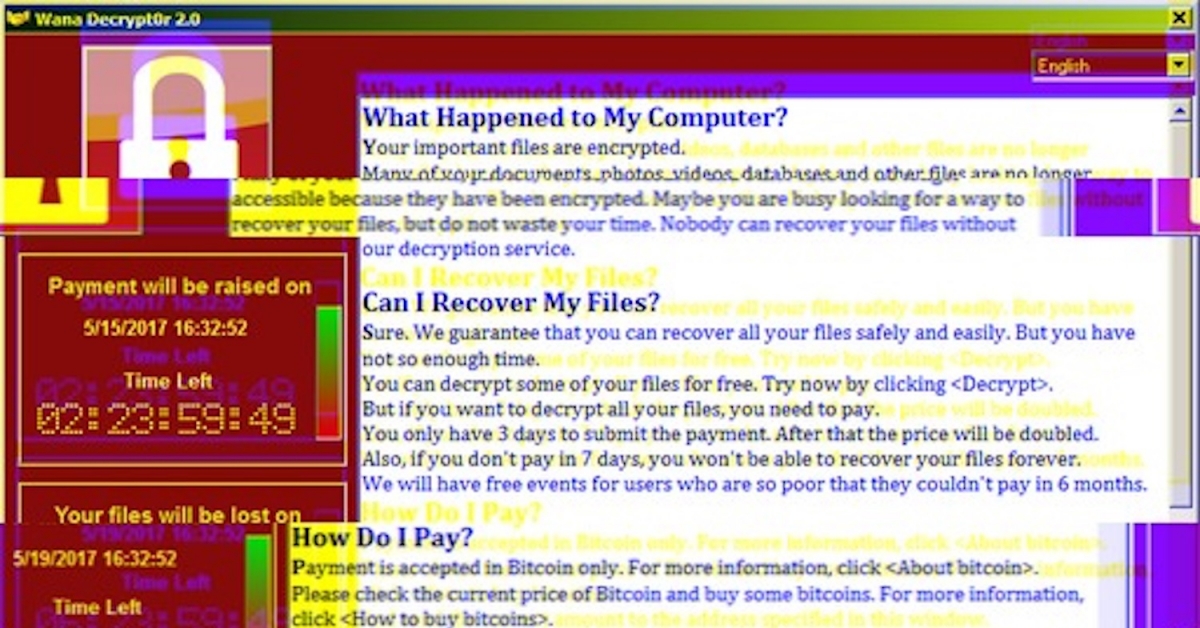 Wana Decrypt0r 2.0
English
What Happened to My Computer?
Your important files are encrypted.
Many of your documents, photos, videos, databases and other files are no longer
accessible because they have been encrypted. Maybe you are busy looking for a way to
recover your files, but do not waste your time. Nobody can recover your files without
our decryption service.
Can I Recover My Files?
Sure. We guarantee that you can recover all your files safely and easily. But you have
not so enough time.
You can decrypt some of your files for free. Try now by clicking <Decrypt>.
But if you want to decrypt all your files, you need to pay.
You only have 3 days to submit the payment. After that the price will be doubled.
Also, if you don't pay in 7 days, you won't be able to recover your files forever.
We will have free events for users who are so poor that they couldn't pay in 6 months.
How Do I Pay?
Payment is accepted in Bitcoin only. For more information, click <About bitcoin>.
Please check the current price of Bitcoin and buy some bitcoins. For more information,
click <How to buy bitcoins>.
Payment will be raised on
5/15/2017 16:32:52
Time Left
02:23:59:49
Your files will be lost on
5/19/2017 16:32:52
Time Left